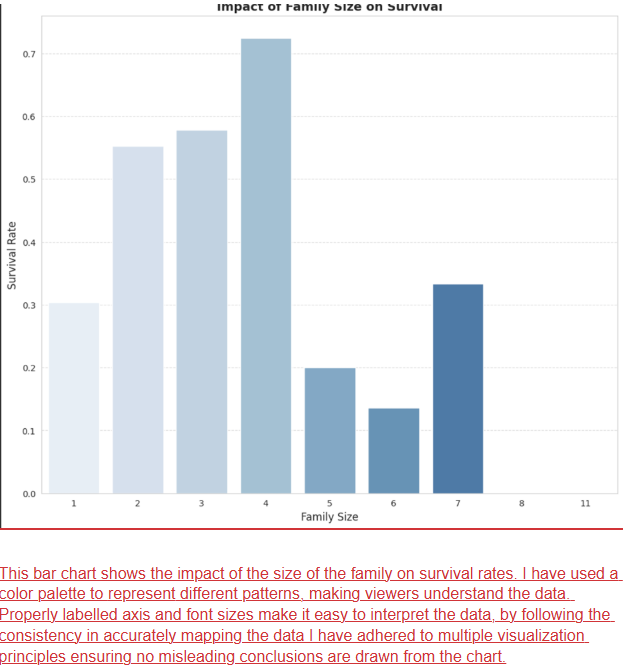 Impact of Family Size on Survival
0.7
0.6
0.5
0.4
0.3
0.2
0.1
0.0
Survival Rate
1 2 3 4 5 6 7 8 11
Family Size
This bar chart shows the impact of the size of the family on survival rates. I have used a
color palette to represent different patterns, making viewers understand the data.
Properly labelled axis and font sizes make it easy to interpret the data, by following the
consistency in accurately mapping the data I have adhered to multiple visualization
principles ensuring no misleading conclusions are drawn from the chart.